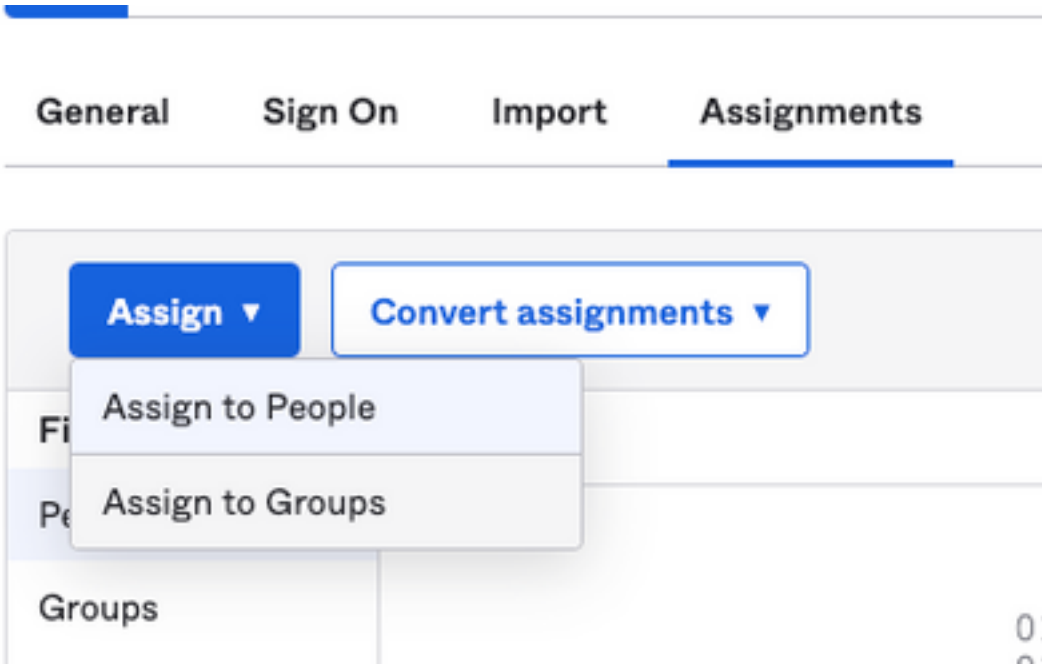 General Sign On Import Assignments
Assign ▼ Convert assignments ▼
Assign to People
Assign to Groups
Groups